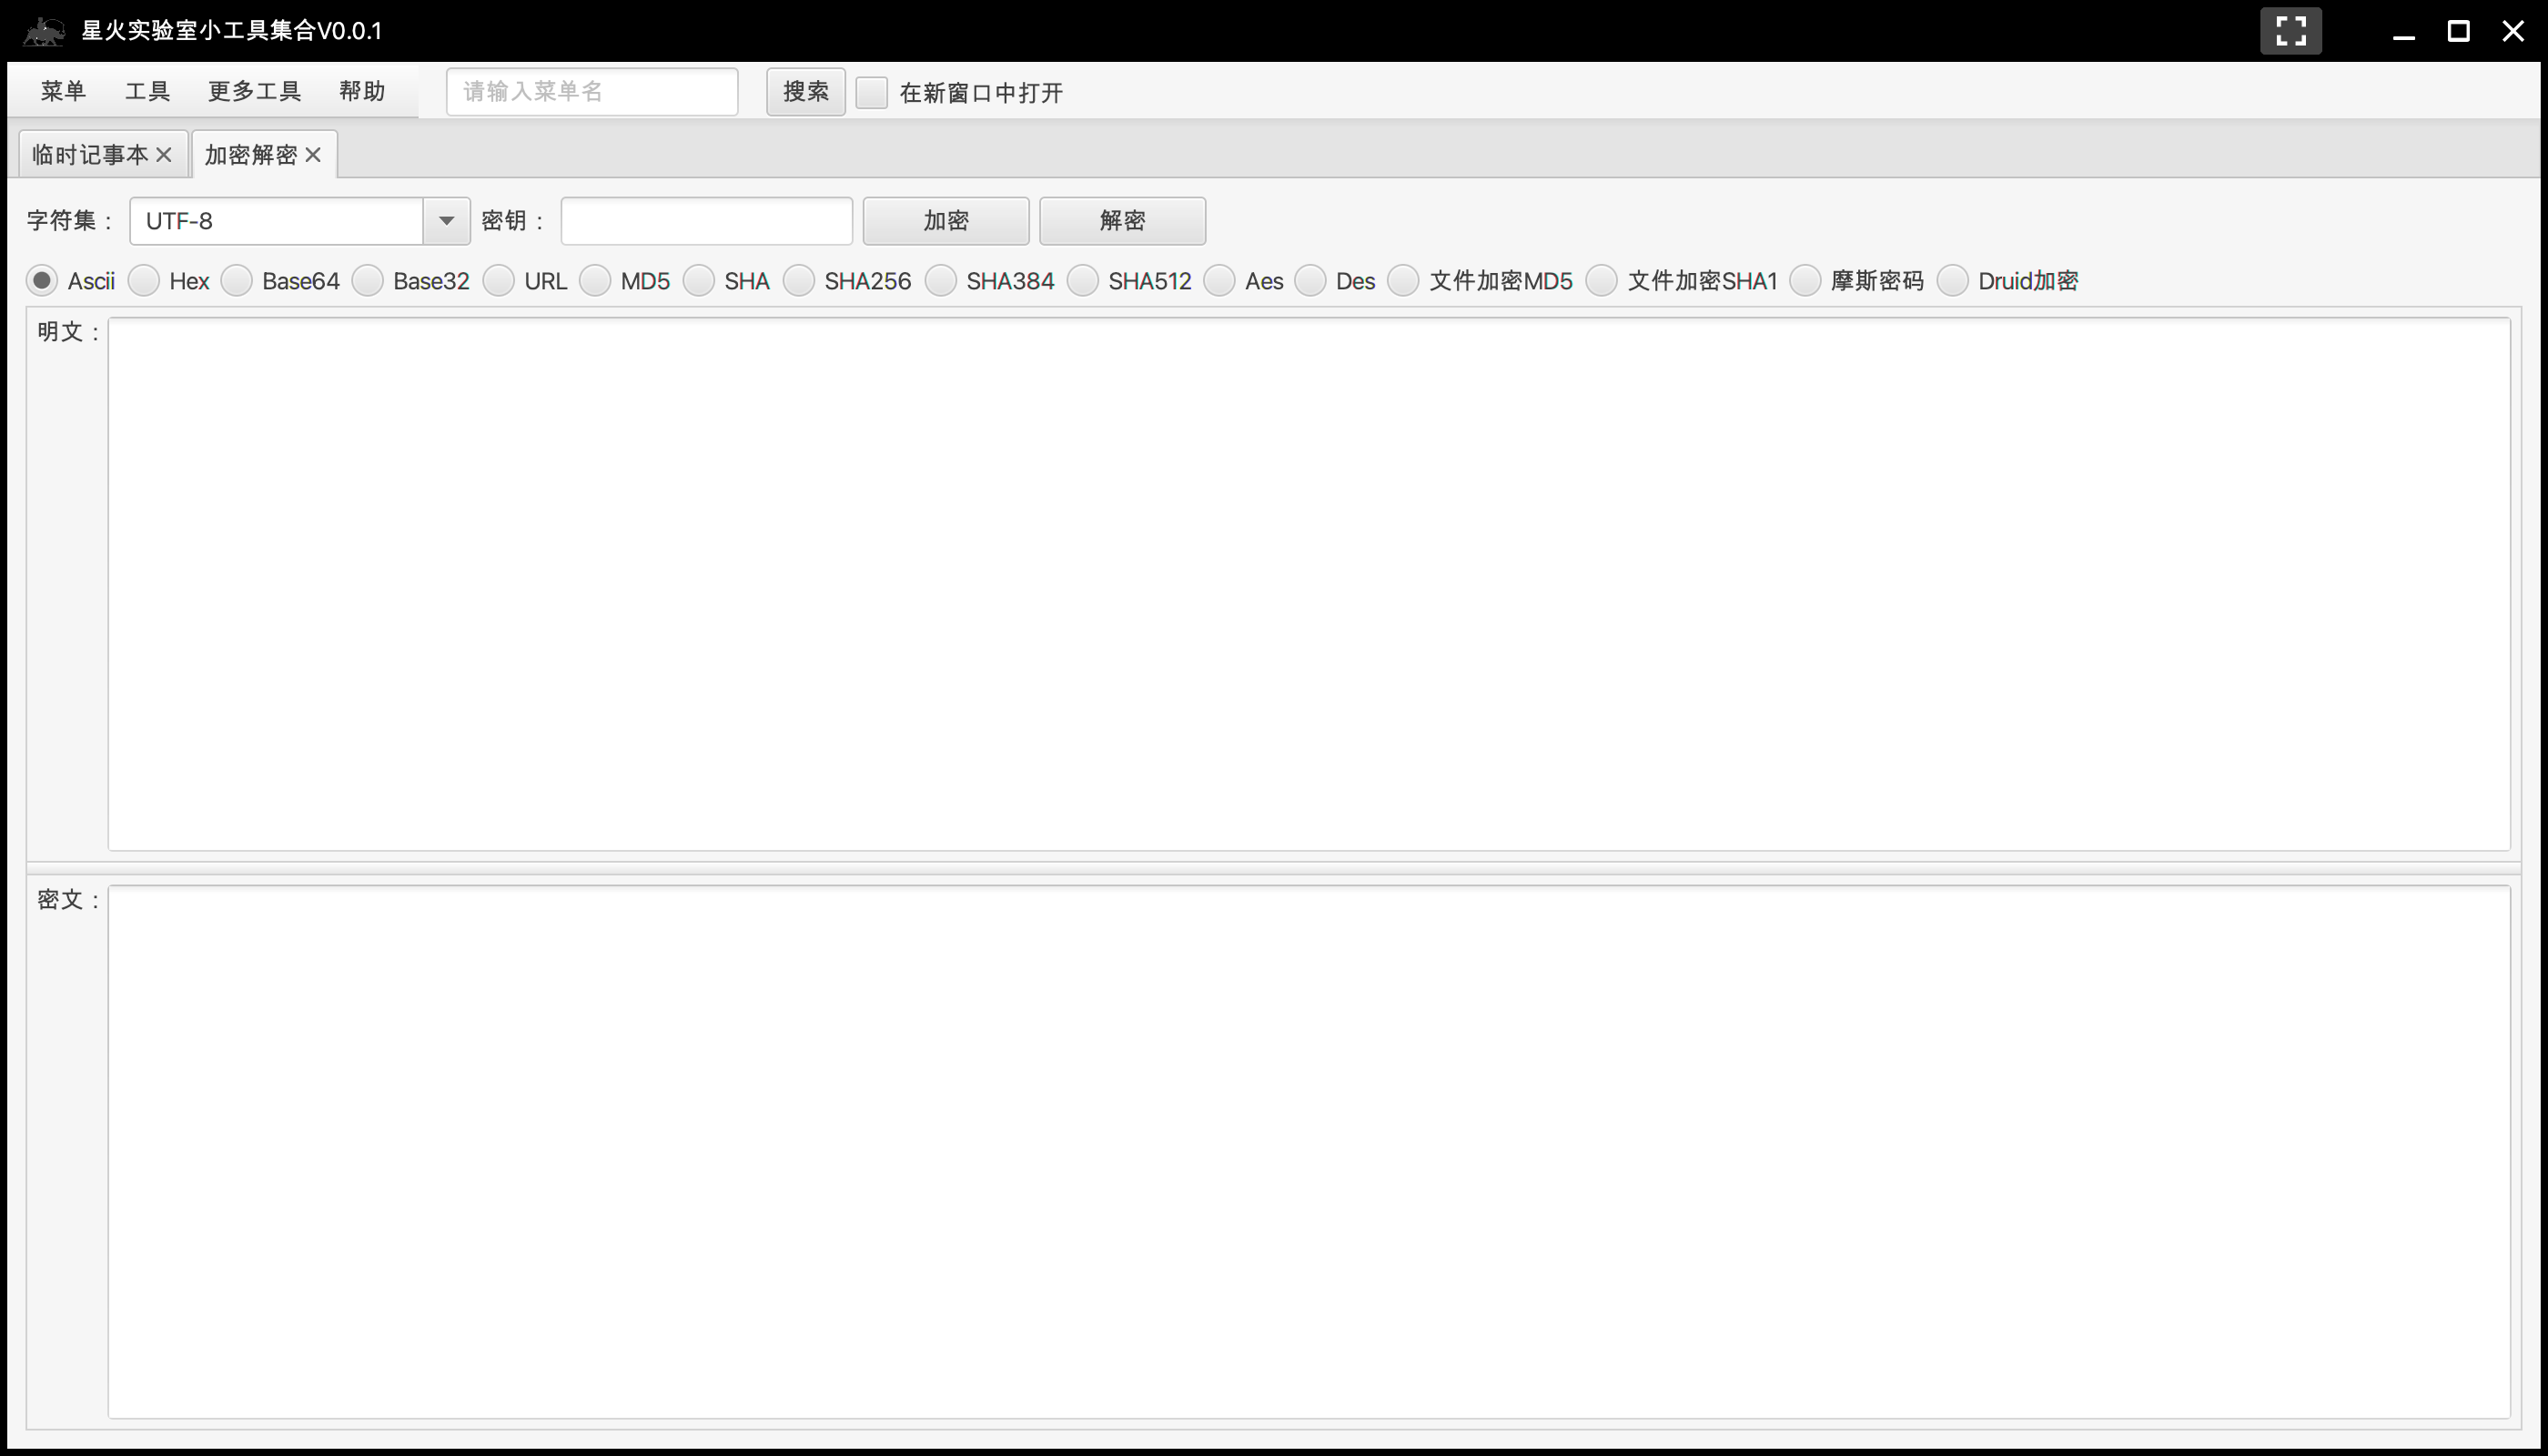 星火实验室小工具集合V0.0.1
菜单 工具 更多工具 帮助 请输入菜单名 搜索 在新窗口中打开
临时记事本 加密解密
字符集： UTF-8 密钥： 加密 解密
Ascii Hex Base64 Base32 URL MD5 SHA SHA256 SHA384 SHA512 Aes Des 文件加密MD5 文件加密SHA1 摩斯密码 Druid加密
明文：
密文：